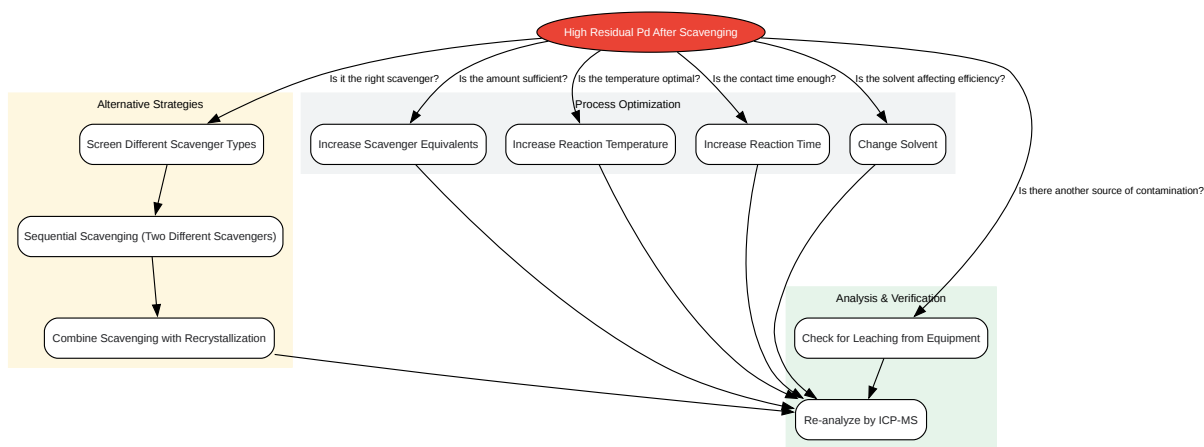 High Residual Pd After Scavenging
Is it the right scavenger?
Is the amount sufficient?
Is the temperature optimal?
Is the contact time enough?
Is the solvent affecting efficiency?
Alternative Strategies
Process Optimization
Screen Different Scavenger Types
Increase Scavenger Equivalents
Increase Reaction Temperature
Increase Reaction Time
Change Solvent
Is there another source of contamination?
Sequential Scavenging (Two Different Scavengers)
Analysis & Verification
Combine Scavenging with Recrystallization
Check for Leaching from Equipment
Re-analyze by ICP-MS